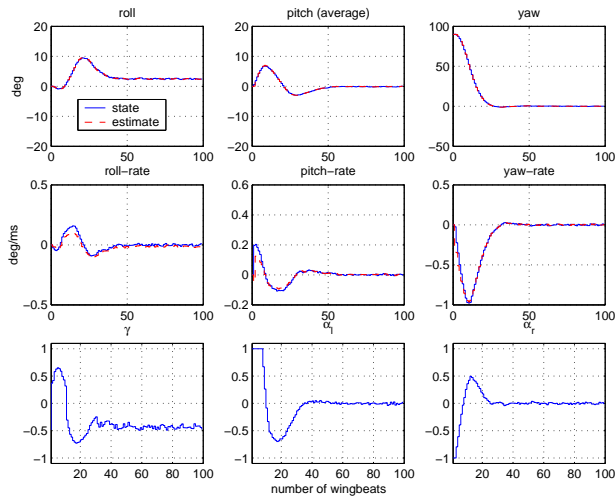 roll pitch (average) yaw
20 20 100
10 10
0 0 50
−10 −10 0
−20 −20
deg
state
estimate
0 50 100 0 50 100 0 50 100
roll−rate pitch−rate yaw−rate
0.5 0.6 0.5
0.4 0
0 0.2
0 −0.5
−0.5 −0.2 −1
deg/ms
0 50 100 0 50 100 0 50 100
γ α_l α_r
1 1 1
0.5 0.5 0.5
0 0 0
−0.5 −0.5 −0.5
−1 −1 −1
20 40 60 80 100 20 40 60 80 100 20 40 60 80 100
number of wingbeats